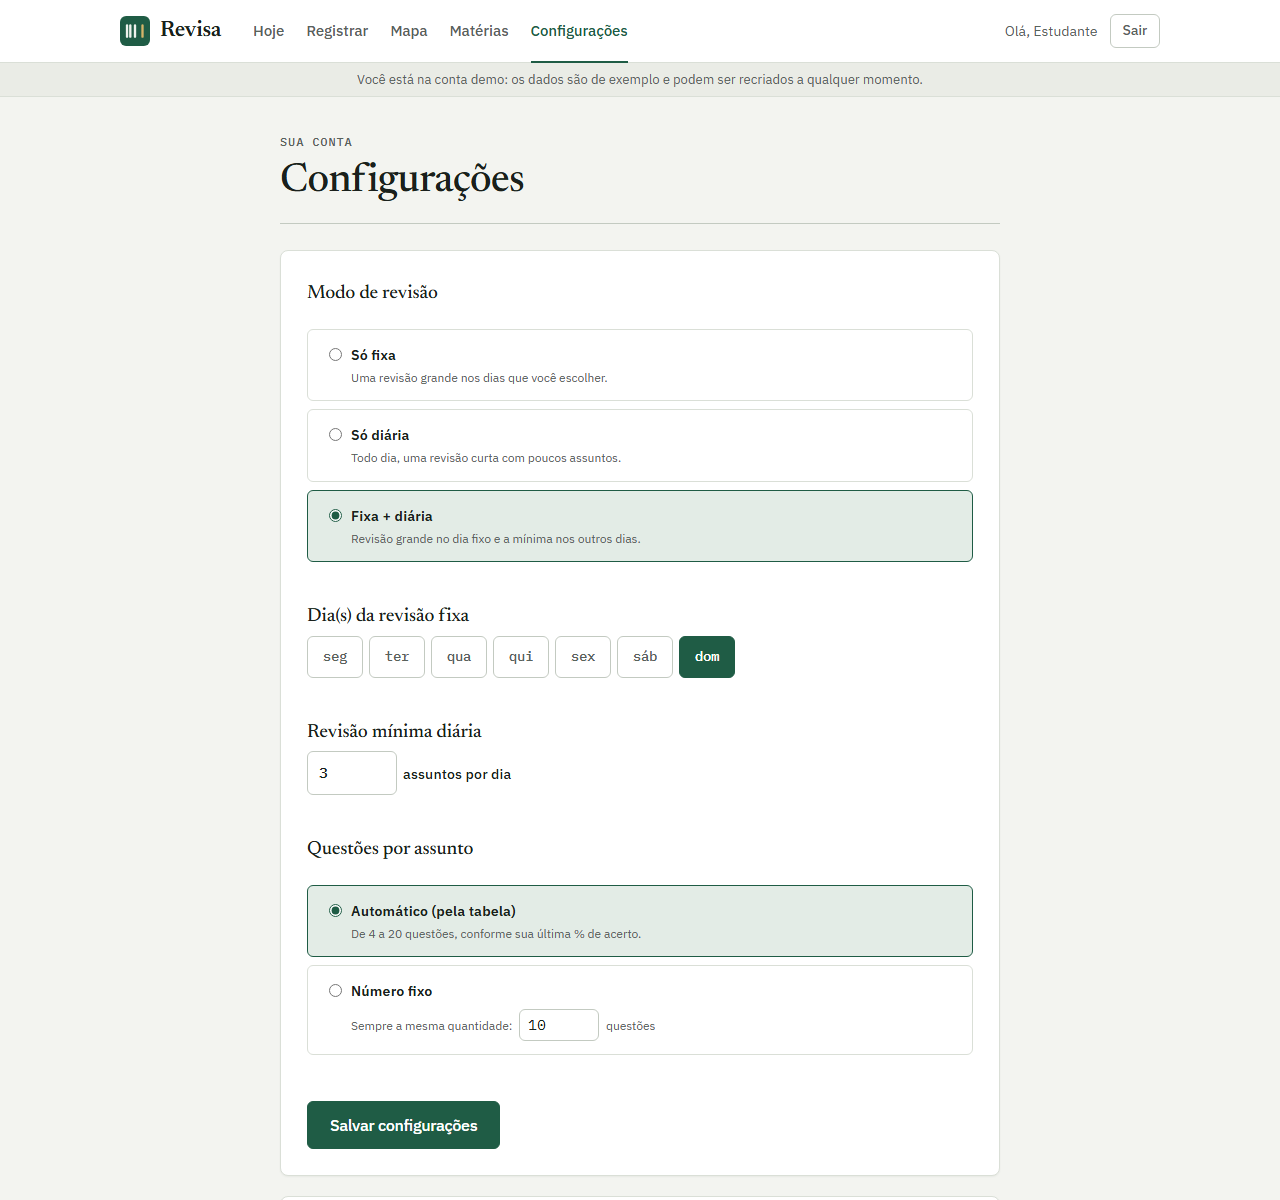 Revisa
Hoje
Registrar
Mapa
Matérias
Configurações
Olá, Estudante
Sair
Você está na conta demo: os dados são de exemplo e podem ser recriados a qualquer momento.
SUA CONTA
Configurações
Modo de revisão
Só fixa
Uma revisão grande nos dias que você escolher.
Só diária
Todo dia, uma revisão curta com poucos assuntos.
Fixa + diária
Revisão grande no dia fixo e a mínima nos outros dias.
Dia(s) da revisão fixa
seg ter qua qui sex sáb dom
Revisão mínima diária
3 assuntos por dia
Questões por assunto
Automático (pela tabela)
De 4 a 20 questões, conforme sua última % de acerto.
Número fixo
Sempre a mesma quantidade: 10 questões
Salvar configurações